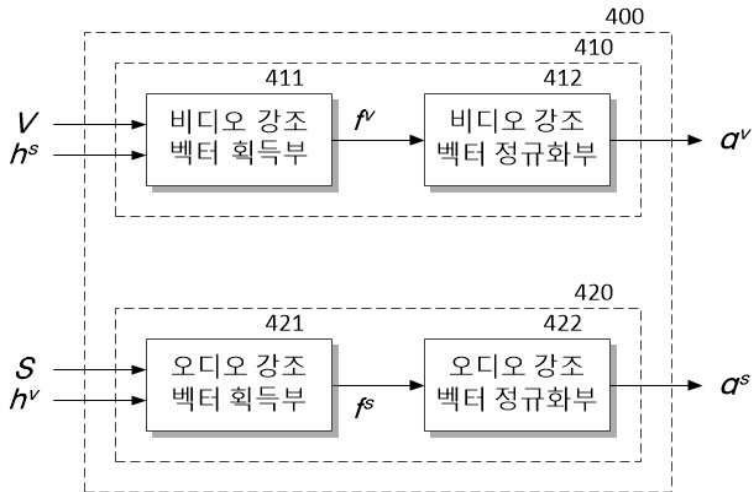 400
410
411
412
V
h^s
비디오 강조
벡터 획득부
f^v
비디오 강조
벡터 정규화부
a^v
420
421
422
S
h^v
오디오 강조
벡터 획득부
f^s
오디오 강조
벡터 정규화부
a^s